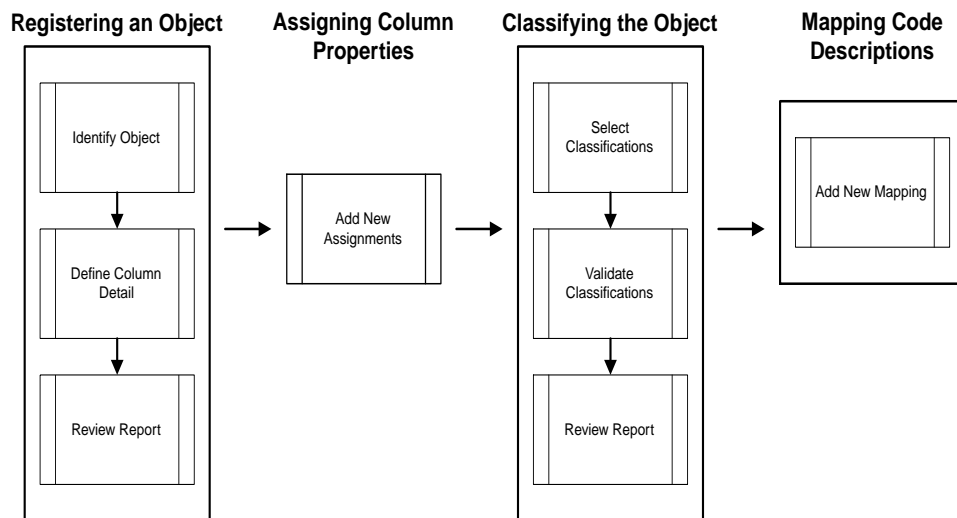 Registering an Object
Identify Object
Define Column
Detail
Review Report
Assigning Column
Properties
Add New
Assignments
Classifying the Object
Select
Classifications
Validate
Classifications
Review Report
Mapping Code
Descriptions
Add New Mapping